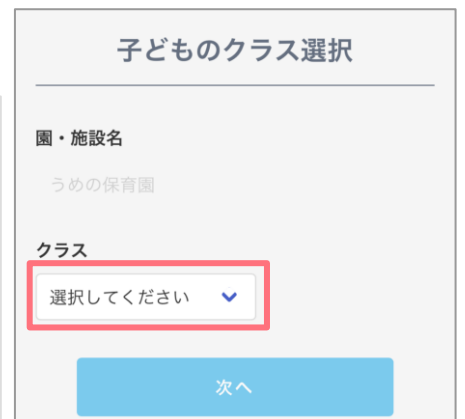 子どものクラス選択
園・施設名
うめの保育園
クラス
選択してください
次へ